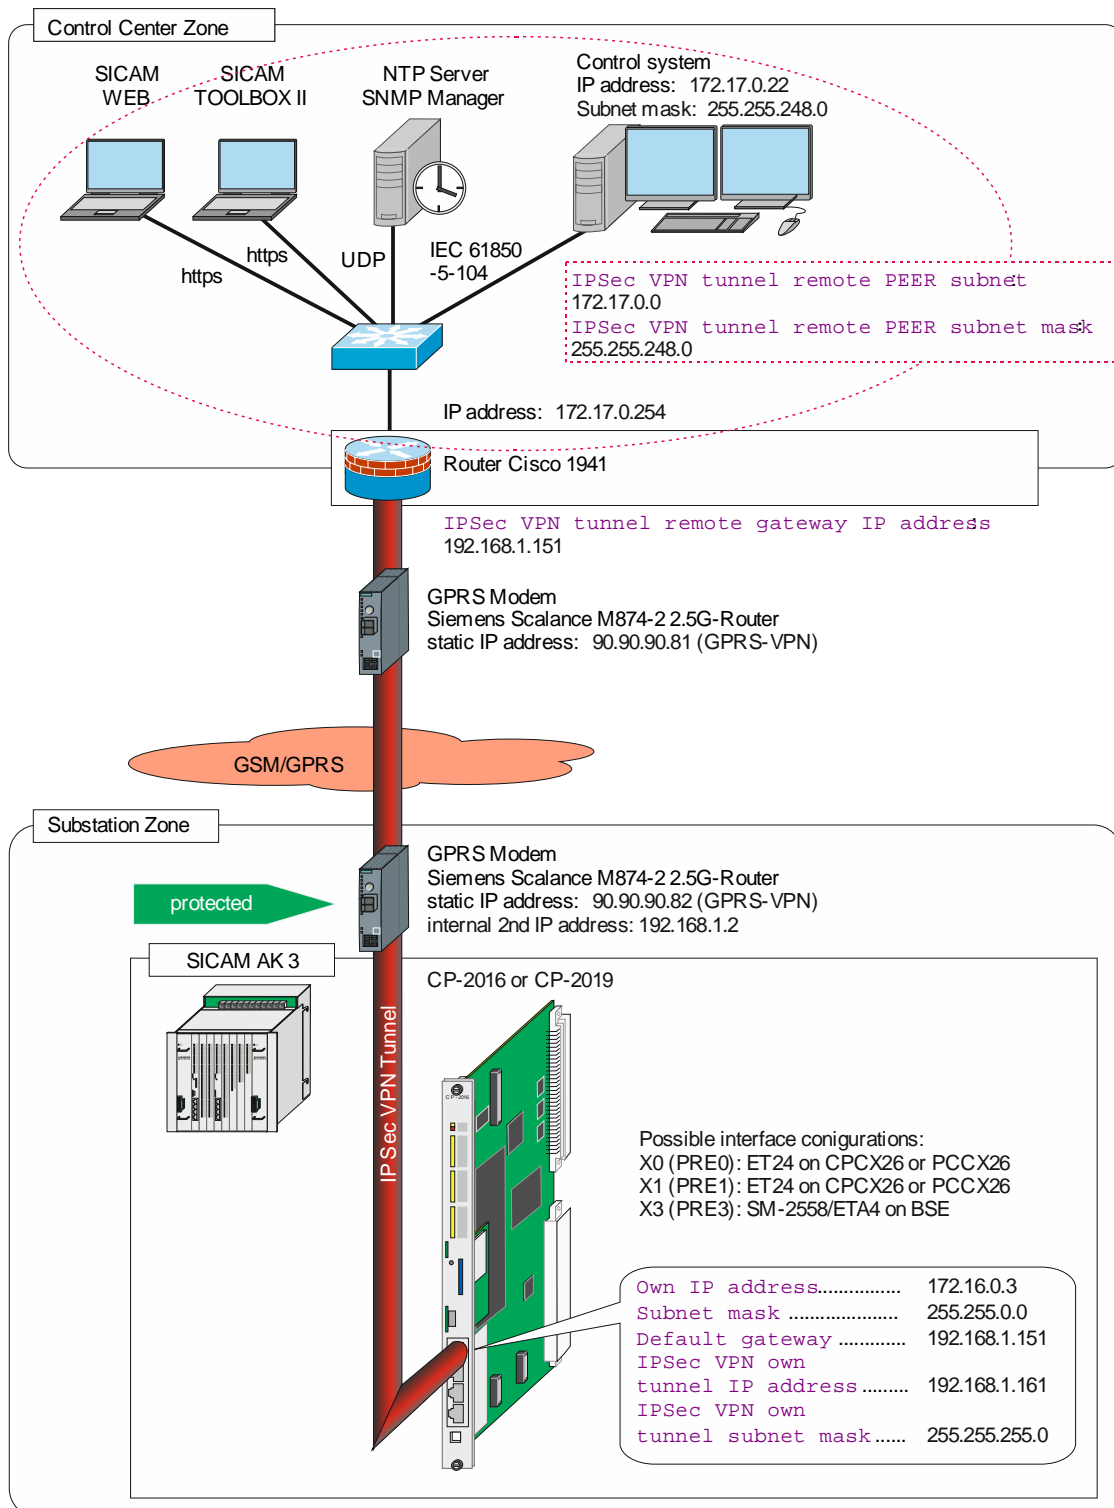 Control Center Zone
SICAM
WEB
SICAM
TOOLBOX II
NTP Server
SNMP Manager
Control system
IP address: 172.17.0.22
Subnet mask: 255.255.248.0
https
https
UDP
IEC 61850
-5-104
IPSec VPN tunnel remote PEER subnet:
172.17.0.0
IPSec VPN tunnel remote PEER subnet mask:
255.255.248.0
IP address: 172.17.0.254
Router Cisco 1941
IPSec VPN tunnel remote gateway IP address:
192.168.1.151
GPRS Modem
Siemens Scalance M874-2 2.5G-Router
static IP address: 90.90.90.81 (GPRS-VPN)
GSM/GPRS
Substation Zone
GPRS Modem
Siemens Scalance M874-2 2.5G-Router
static IP address: 90.90.90.82 (GPRS-VPN)
internal 2nd IP address: 192.168.1.2
protected
SICAM AK 3
CP-2016 or CP-2019
IPSec VPN Tunnel
CP-2016
Possible interface conigurations:
X0 (PRE0): ET24 on CPCX26 or PCCX26
X1 (PRE1): ET24 on CPCX26 or PCCX26
X3 (PRE3): SM-2558/ETA4 on BSE
Own IP address................ 172.16.0.3
Subnet mask ..................... 255.255.0.0
Default gateway ............. 192.168.1.151
IPSec VPN own
tunnel IP address ......... 192.168.1.161
IPSec VPN own
tunnel subnet mask ...... 255.255.255.0